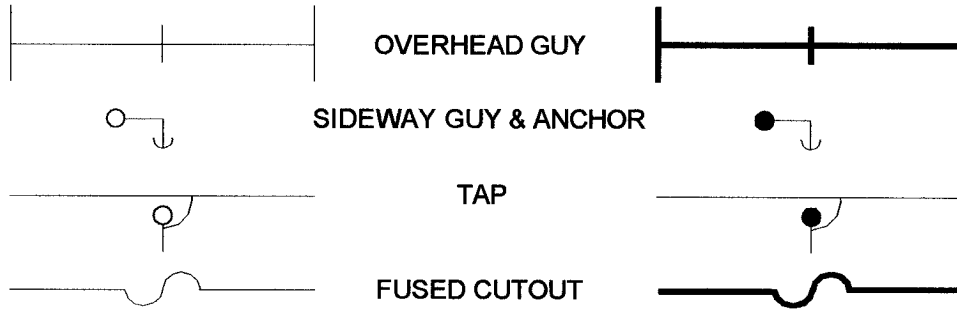 OVERHEAD GUY
SIDEWAY GUY & ANCHOR
TAP
FUSED CUTOUT